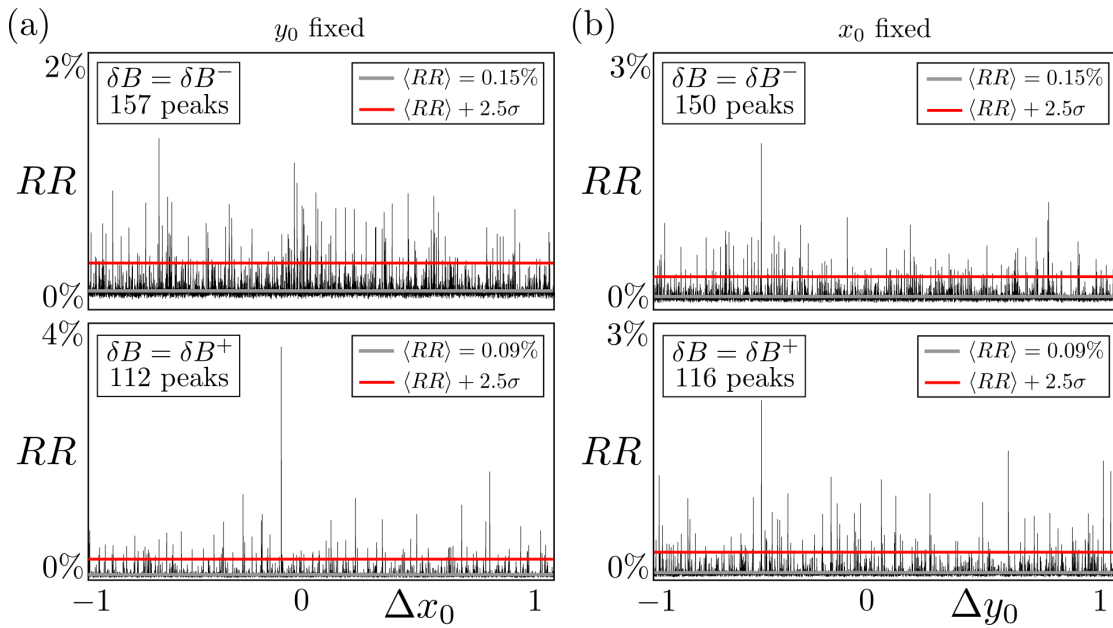 (a)
y₀ fixed
2%
δB = δB⁻
157 peaks
⟨RR⟩ = 0.15%
⟨RR⟩ + 2.5σ
RR
0%
4%
δB = δB⁺
112 peaks
⟨RR⟩ = 0.09%
⟨RR⟩ + 2.5σ
RR
0%
−1
0
Δx₀
1
(b)
x₀ fixed
3%
δB = δB⁻
150 peaks
⟨RR⟩ = 0.15%
⟨RR⟩ + 2.5σ
RR
0%
3%
δB = δB⁺
116 peaks
⟨RR⟩ = 0.09%
⟨RR⟩ + 2.5σ
RR
0%
−1
0
Δy₀
1